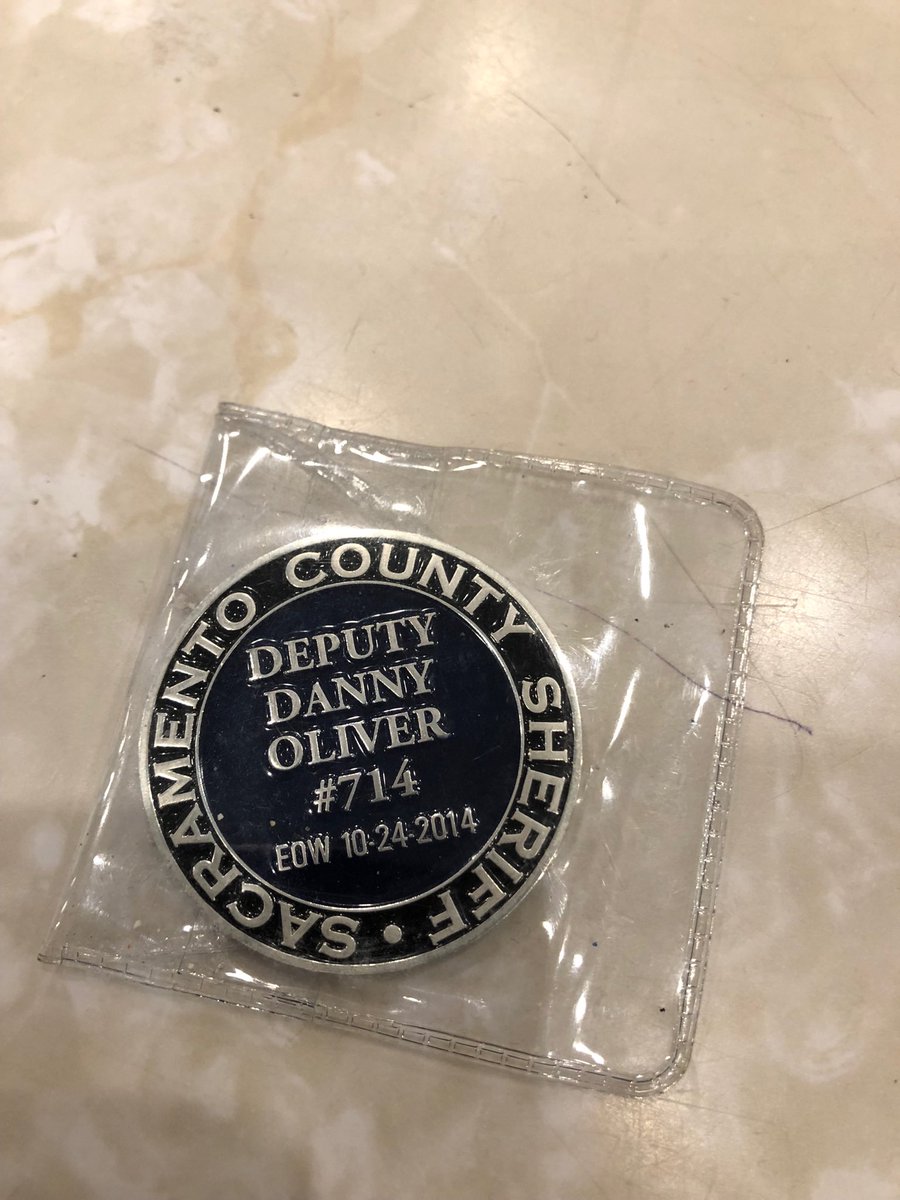 SACRAMENTO COUNTY SHERIFF •
DEPUTY
DANNY
OLIVER
#714
EOW 10-24-2014